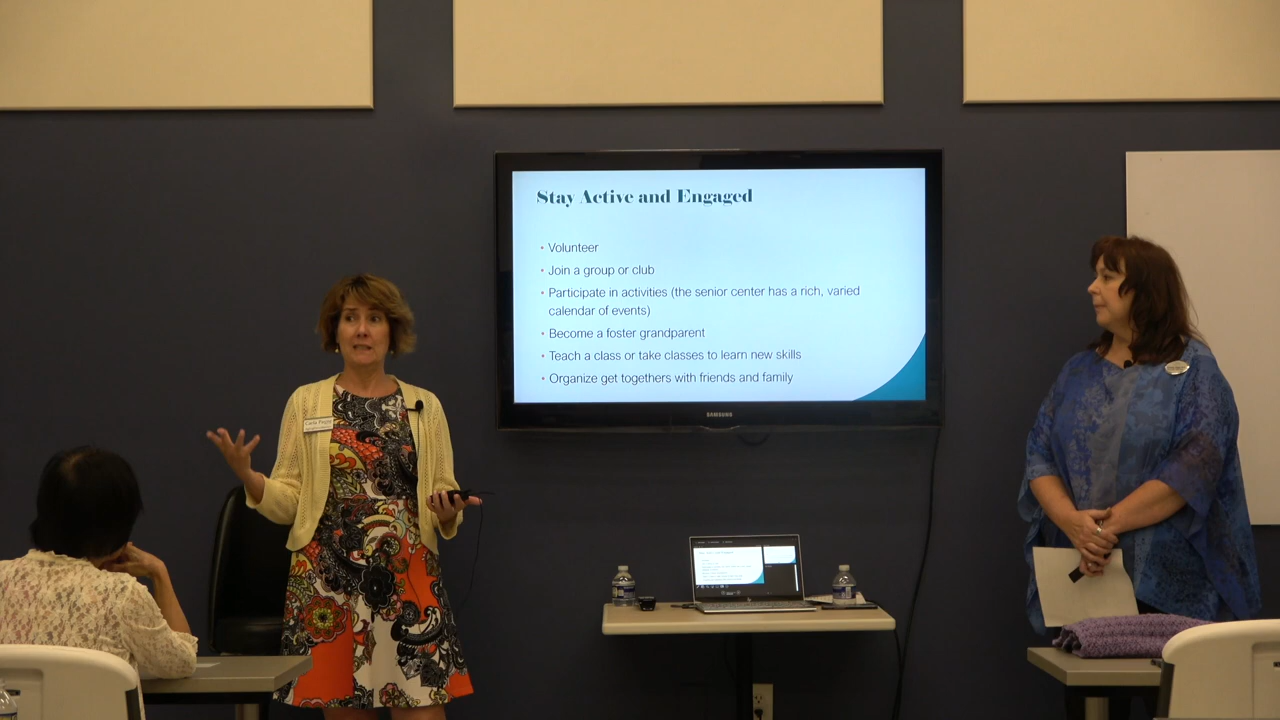 Stay Active and Engaged
• Volunteer
• Join a group or club
• Participate in activities (the senior center has a rich, varied
calendar of events)
• Become a foster grandparent
• Teach a class or take classes to learn new skills
• Organize get togethers with friends and family
SAMSUNG